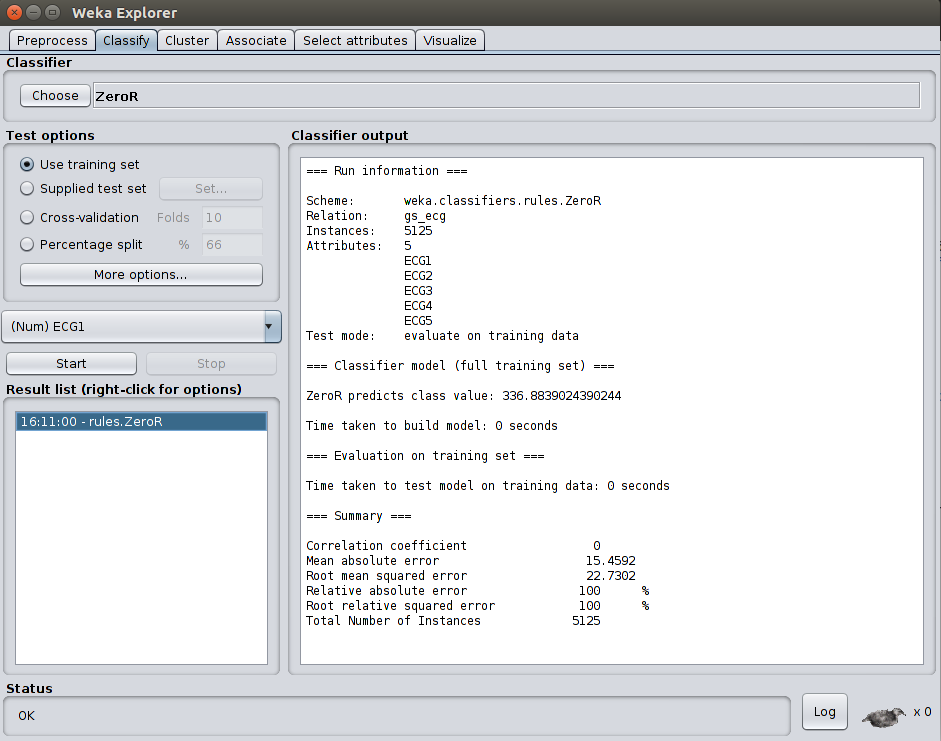 Weka Explorer
Preprocess Classify Cluster Associate Select attributes Visualize
Classifier
Choose ZeroR
Test options
Use training set
Supplied test set Set...
Cross-validation Folds 10
Percentage split % 66
More options...
(Num) ECG1
Start Stop
Result list (right-click for options)
16:11:00 - rules.ZeroR
Classifier output
=== Run information ===
Scheme: weka.classifiers.rules.ZeroR
Relation: gs_ecg
Instances: 5125
Attributes: 5
ECG1
ECG2
ECG3
ECG4
ECG5
Test mode: evaluate on training data
=== Classifier model (full training set) ===
ZeroR predicts class value: 336.8839024390244
Time taken to build model: 0 seconds
=== Evaluation on training set ===
Time taken to test model on training data: 0 seconds
=== Summary ===
Correlation coefficient 0
Mean absolute error 15.4592
Root mean squared error 22.7302
Relative absolute error 100 %
Root relative squared error 100 %
Total Number of Instances 5125
Status
OK
Log x 0